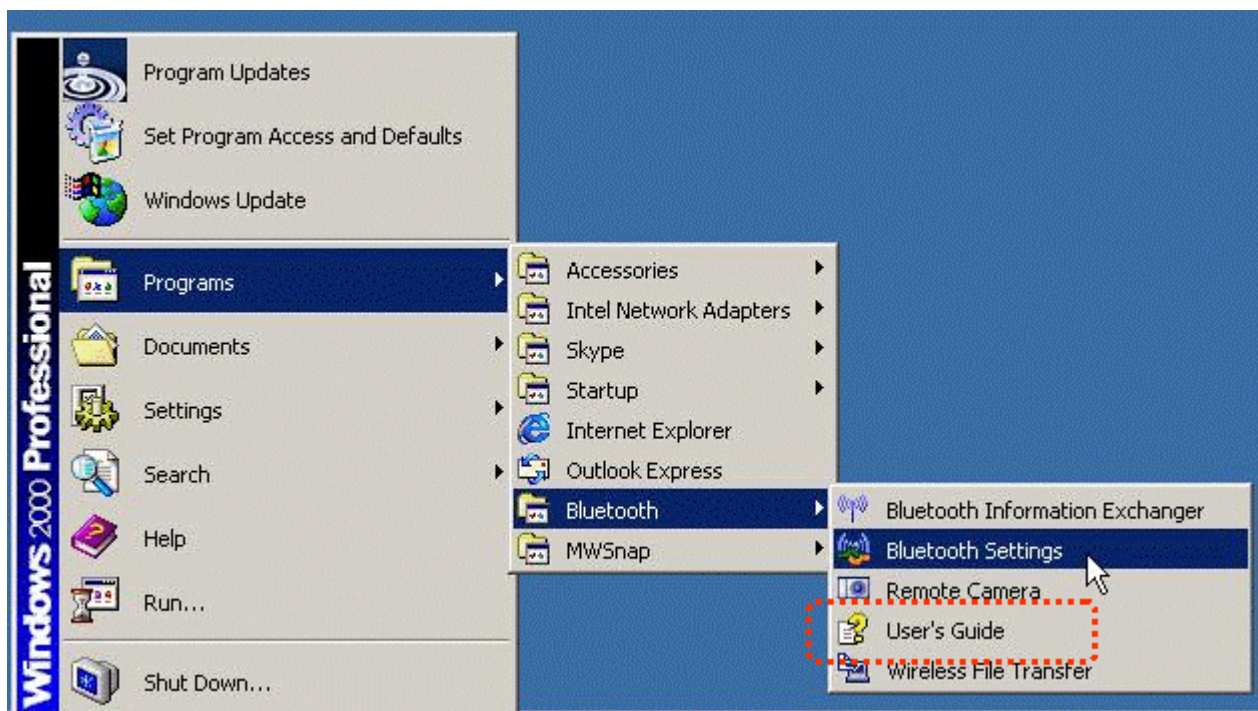 Windows 2000 Professional
Program Updates
Set Program Access and Defaults
Windows Update
Programs
Documents
Settings
Search
Help
Run...
Shut Down...
Accessories
Intel Network Adapters
Skype
Startup
Internet Explorer
Outlook Express
Bluetooth
MWSnap
Bluetooth Information Exchanger
Bluetooth Settings
Remote Camera
User's Guide
Wireless File Transfer